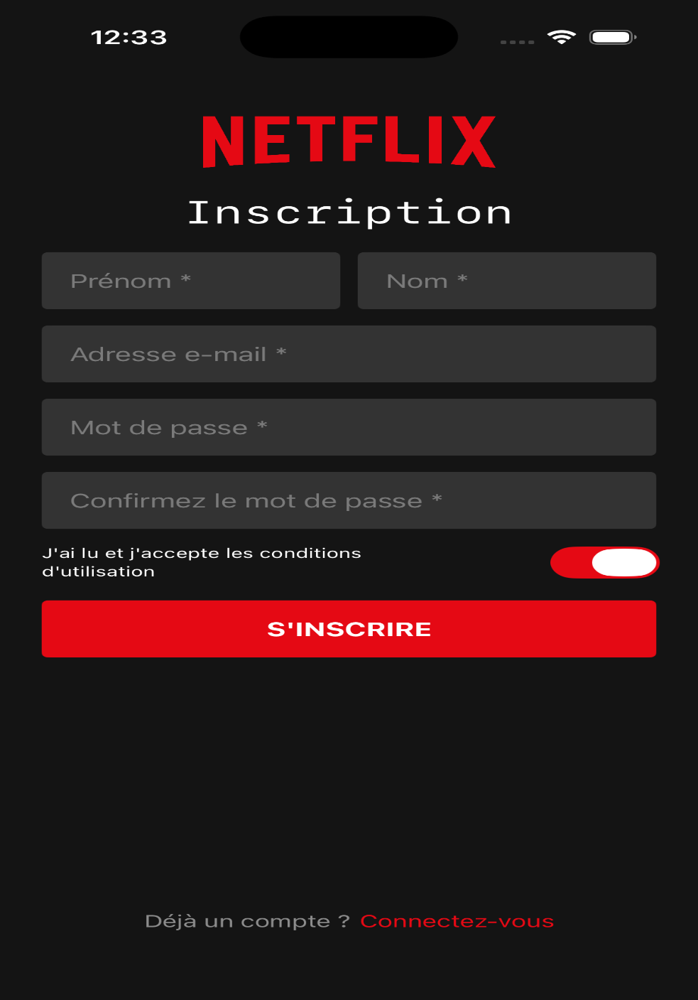 12:33
NETFLIX
Inscription
Prénom *
Nom *
Adresse e-mail *
Mot de passe *
Confirmez le mot de passe *
J'ai lu et j'accepte les conditions
d'utilisation
S'INSCRIRE
Déjà un compte ? Connectez-vous